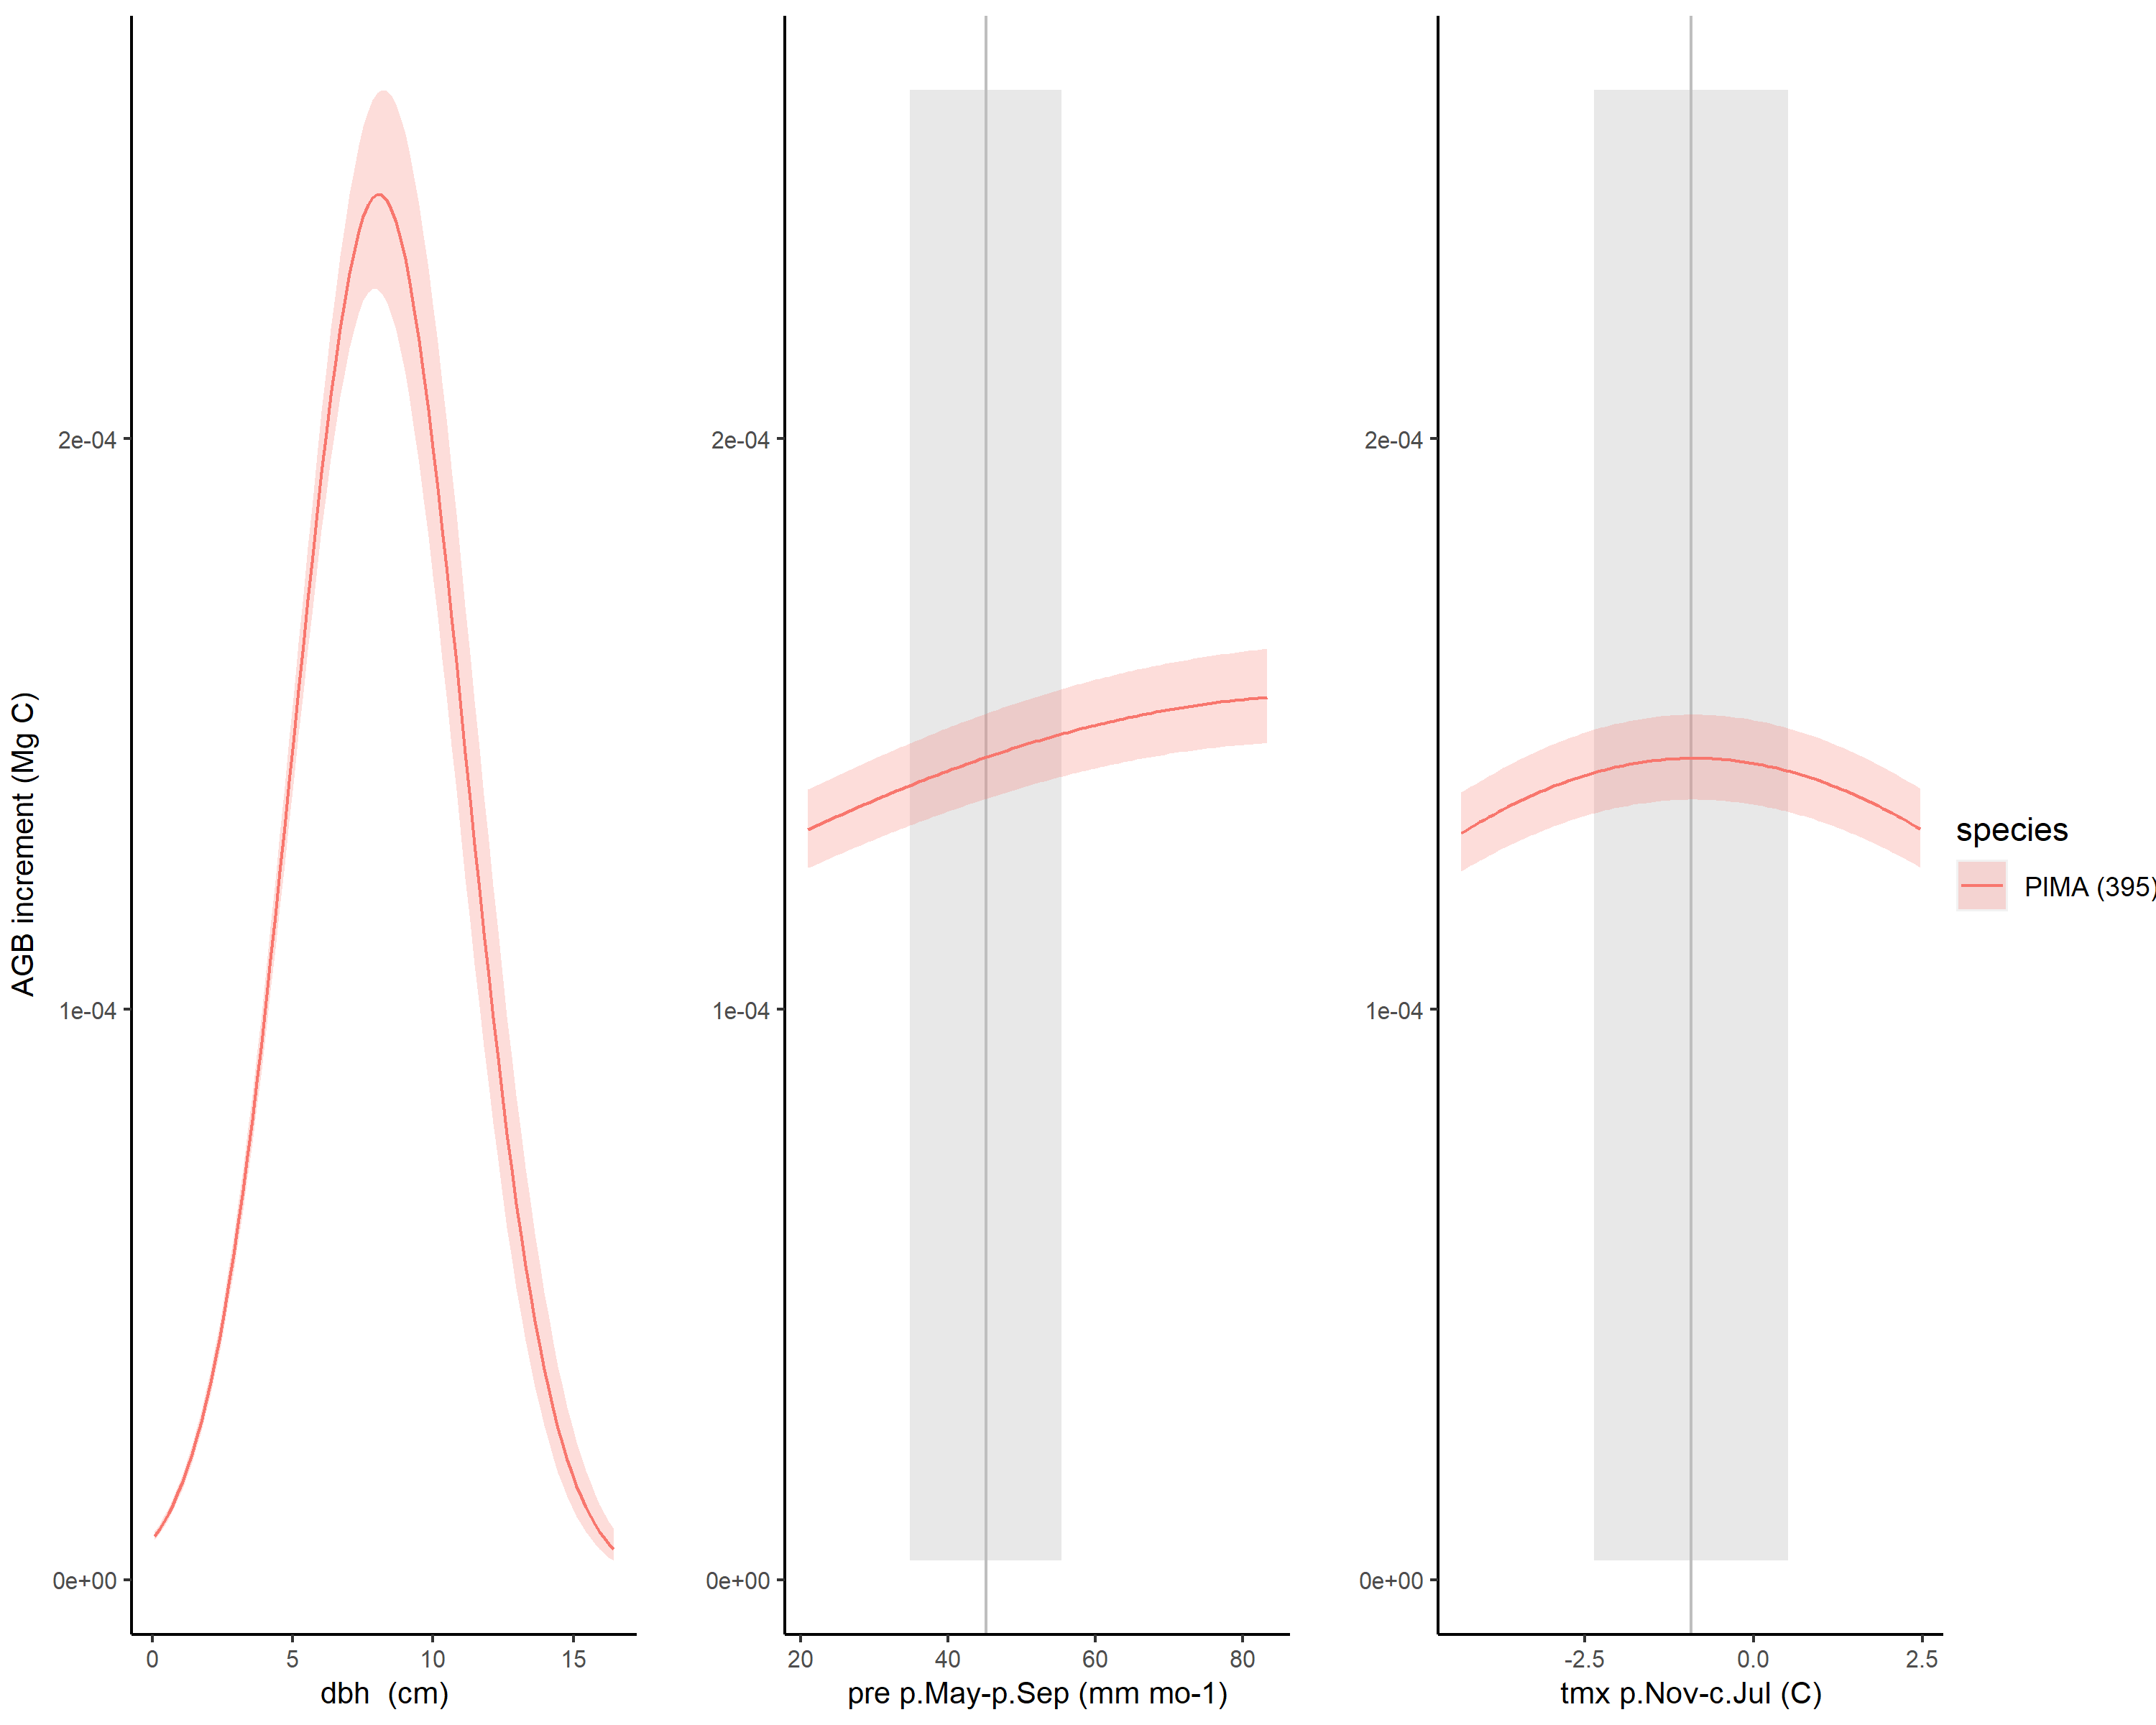 AGB increment (Mg C)
2e-04
1e-04
0e+00
0 5 10 15
dbh  (cm)
2e-04
1e-04
0e+00
20 40 60 80
pre p.May-p.Sep (mm mo-1)
2e-04
1e-04
0e+00
-2.5 0.0 2.5
tmx p.Nov-c.Jul (C)
species
PIMA (395)